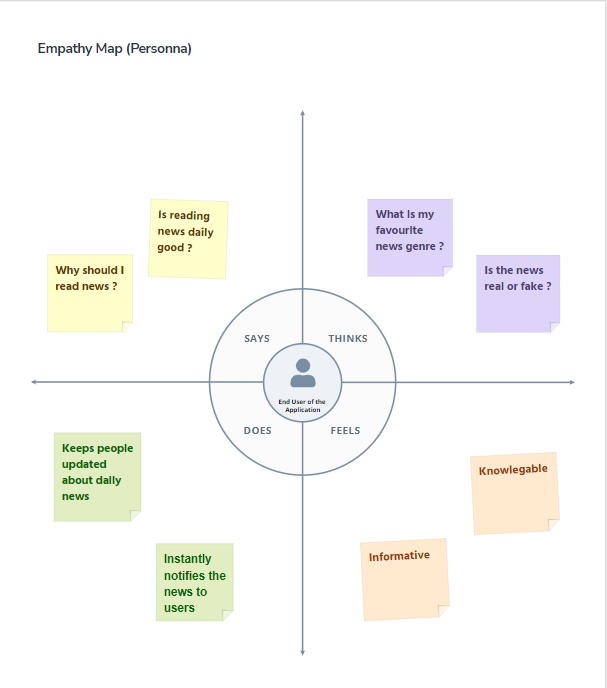 Empathy Map (Personna)
Is reading
news daily
good ?
Why should I
read news ?
What is my
favourite
news genre ?
Is the news
real or fake ?
SAYS
THINKS
End User of the
Application
DOES
FEELS
Keeps people
updated
about daily
news
Instantly
notifies the
news to
users
Knowlegable
Informative